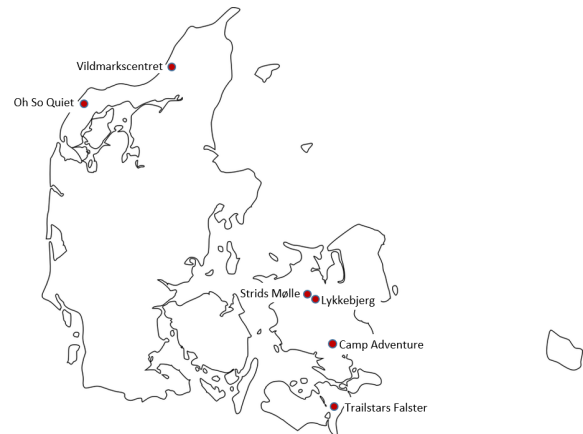 Vildmarkscentret
Oh So Quiet
Strids Mølle
Lykkebjerg
Camp Adventure
Trailstars Falster